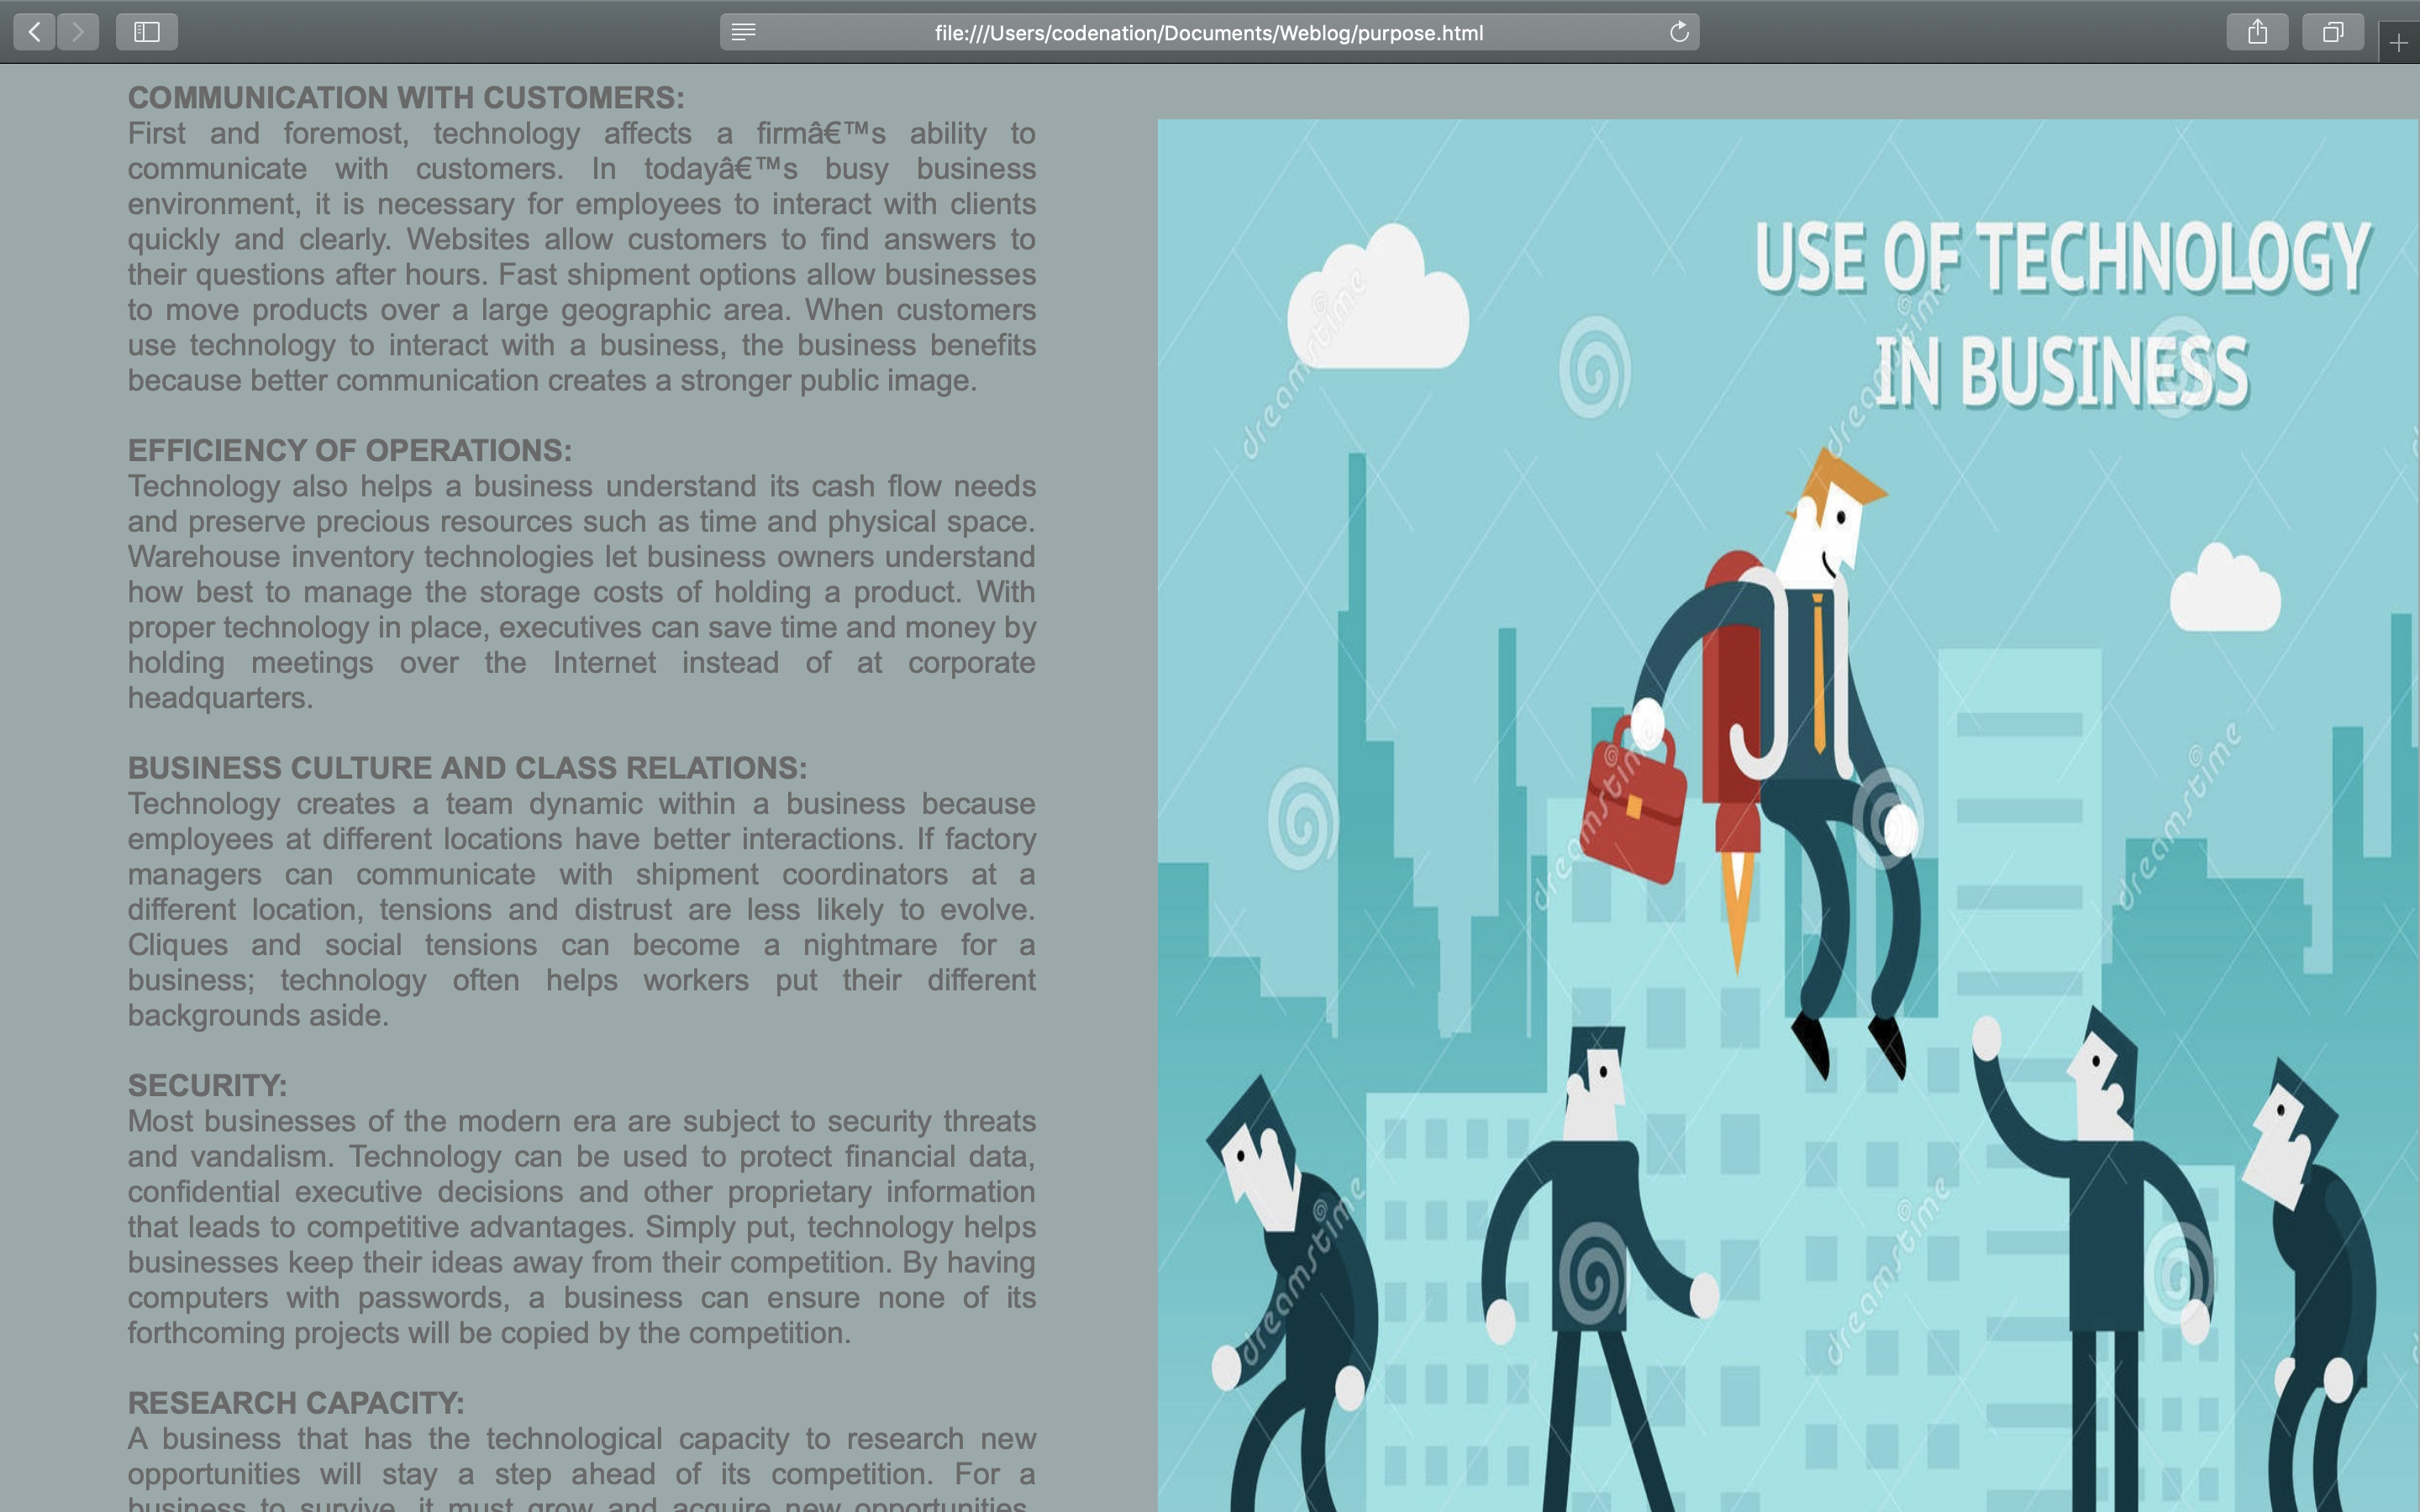 file:///Users/codenation/Documents/Weblog/purpose.html
COMMUNICATION WITH CUSTOMERS:
First and foremost, technology affects a firmâ€™s ability to
communicate with customers. In todayâ€™s busy business
environment, it is necessary for employees to interact with clients
quickly and clearly. Websites allow customers to find answers to
their questions after hours. Fast shipment options allow businesses
to move products over a large geographic area. When customers
use technology to interact with a business, the business benefits
because better communication creates a stronger public image.
EFFICIENCY OF OPERATIONS:
Technology also helps a business understand its cash flow needs
and preserve precious resources such as time and physical space.
Warehouse inventory technologies let business owners understand
how best to manage the storage costs of holding a product. With
proper technology in place, executives can save time and money by
holding meetings over the Internet instead of at corporate
headquarters.
BUSINESS CULTURE AND CLASS RELATIONS:
Technology creates a team dynamic within a business because
employees at different locations have better interactions. If factory
managers can communicate with shipment coordinators at a
different location, tensions and distrust are less likely to evolve.
Cliques and social tensions can become a nightmare for a
business; technology often helps workers put their different
backgrounds aside.
SECURITY:
Most businesses of the modern era are subject to security threats
and vandalism. Technology can be used to protect financial data,
confidential executive decisions and other proprietary information
that leads to competitive advantages. Simply put, technology helps
businesses keep their ideas away from their competition. By having
computers with passwords, a business can ensure none of its
forthcoming projects will be copied by the competition.
RESEARCH CAPACITY:
A business that has the technological capacity to research new
opportunities will stay a step ahead of its competition. For a
business to survive, it must grow and acquire new opportunities.
USE OF TECHNOLOGY
IN BUSINESS
dreamstime
dreamstime
dreamstime
dreamstime
dreamstime
dreamstime